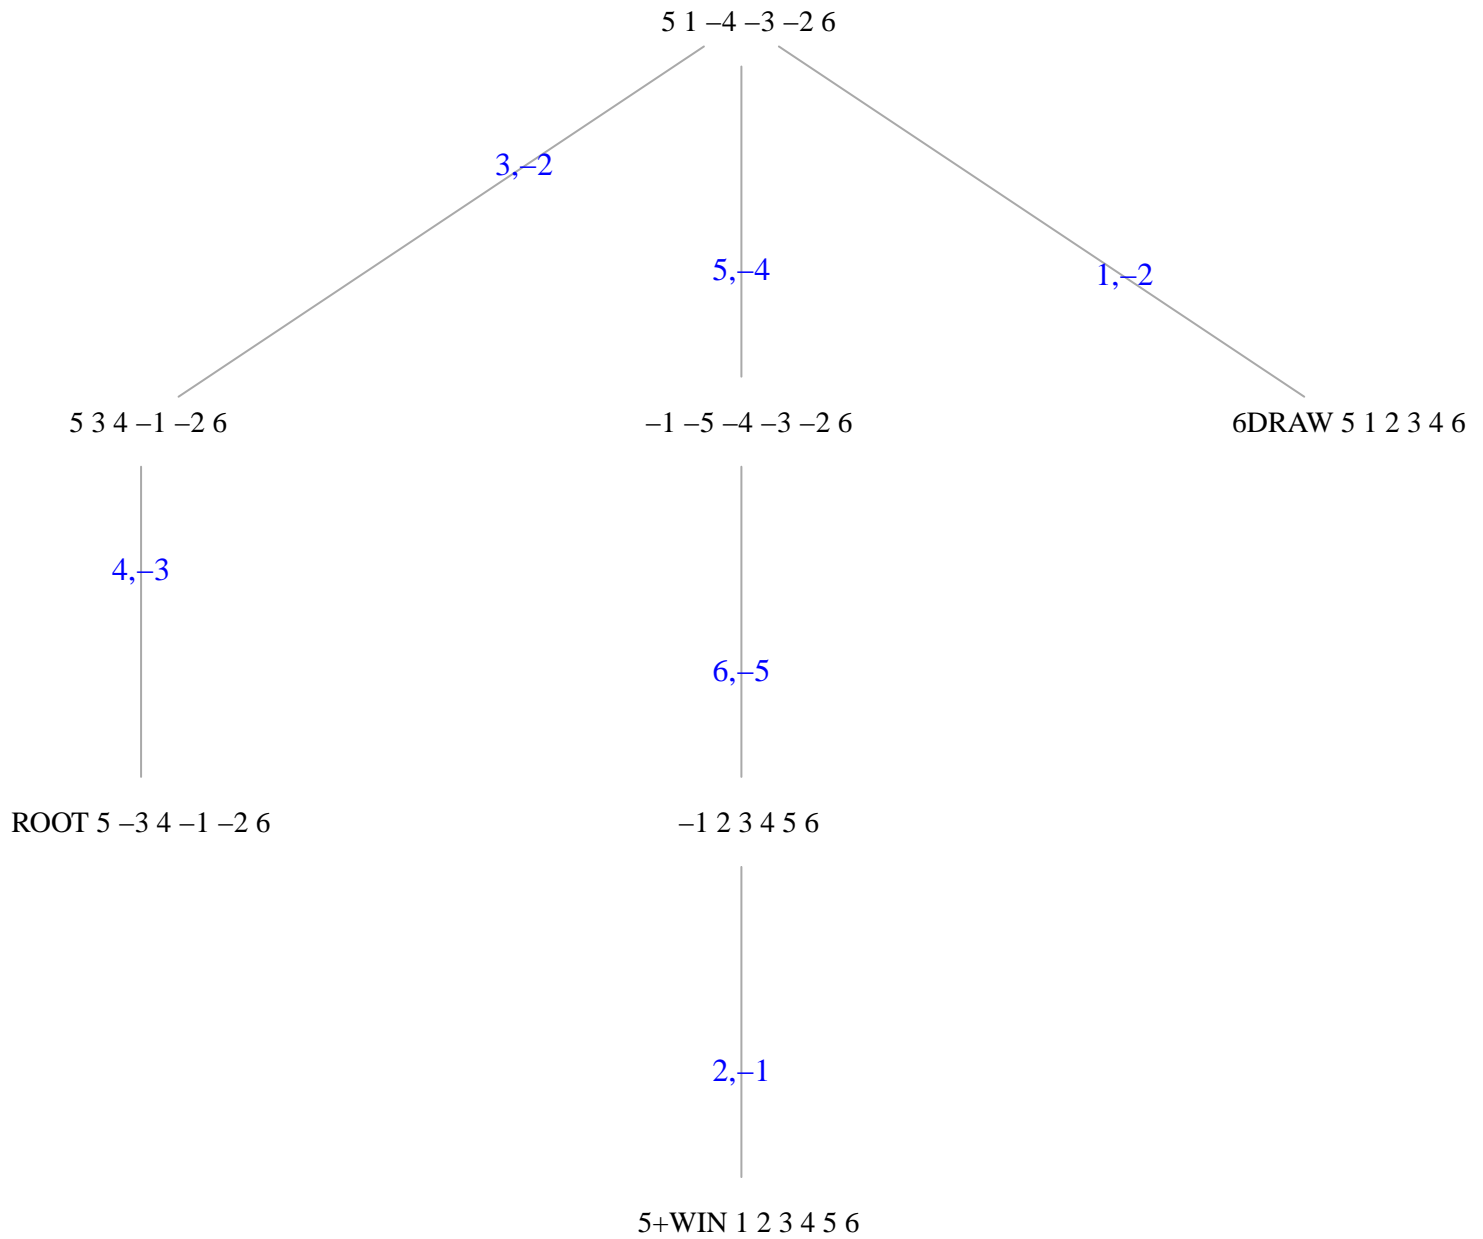 5 1 –4 –3 –2 6
3,–2
5,–4
1,–2
5 3 4 –1 –2 6
–1 –5 –4 –3 –2 6
6DRAW 5 1 2 3 4 6
4,–3
6,–5
ROOT 5 –3 4 –1 –2 6
–1 2 3 4 5 6
2,–1
5+WIN 1 2 3 4 5 6